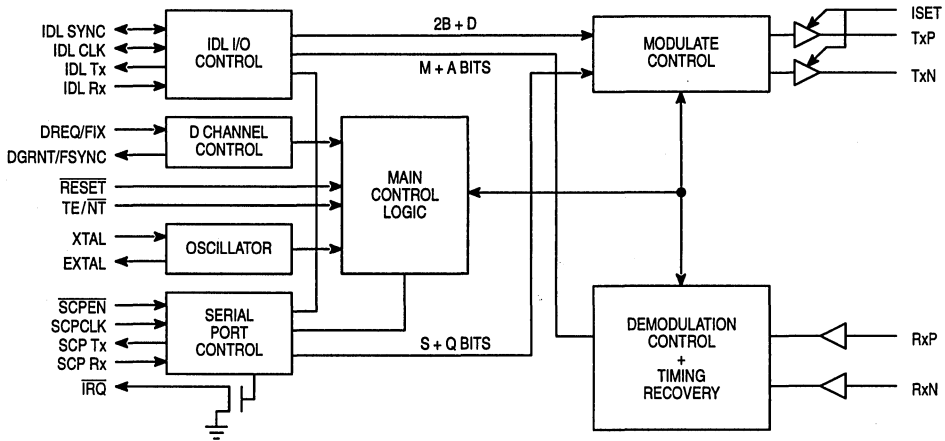 IDL SYNC
IDL CLK
IDL Tx
IDL Rx
IDL I/O
CONTROL
2B + D
M + A BITS
MODULATE
CONTROL
ISET
TxP
TxN
DREQ/FIX
DGRNT/FSYNC
D CHANNEL
CONTROL
RESET
TE/NT
MAIN
CONTROL
LOGIC
XTAL
EXTAL
OSCILLATOR
SCPEN
SCPCLK
SCP Tx
SCP Rx
IRQ
SERIAL
PORT
CONTROL
S + Q BITS
DEMODULATION
CONTROL
+
TIMING
RECOVERY
RxP
RxN